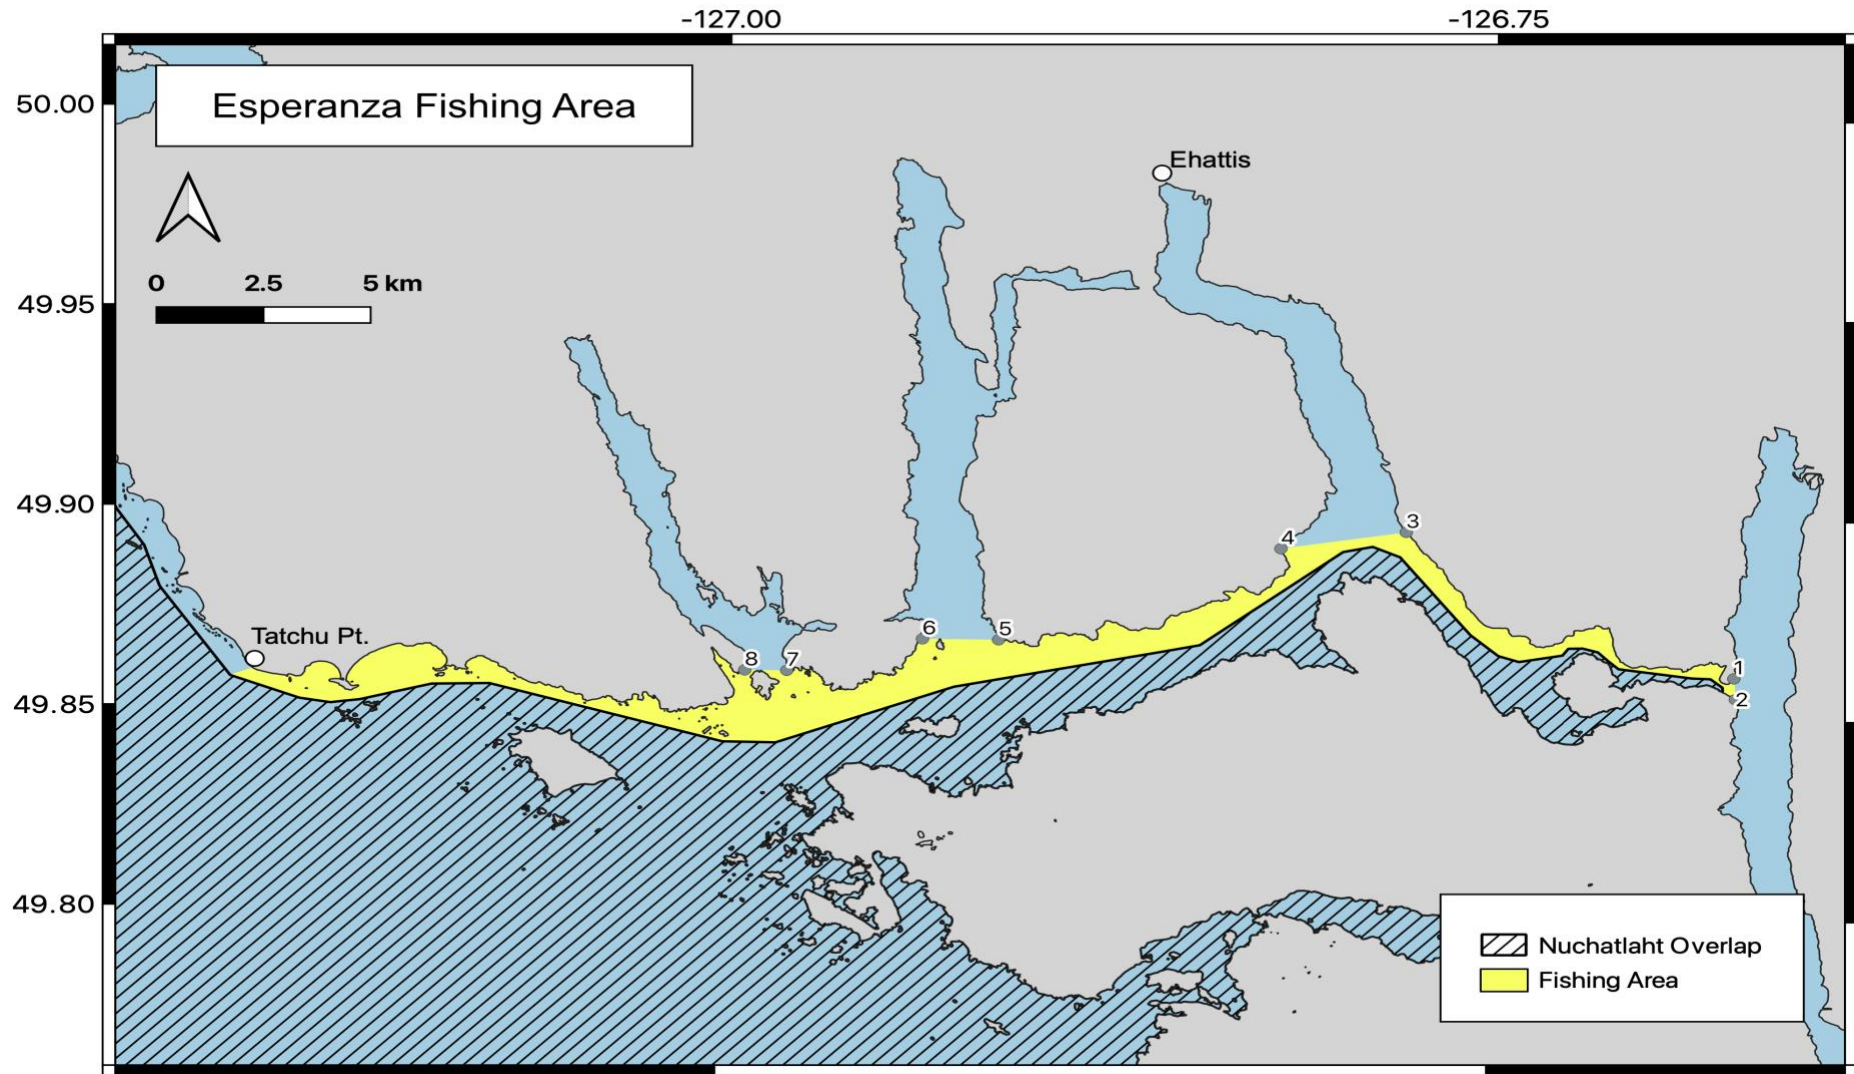 -127.00
-126.75
50.00
Esperanza Fishing Area
Ehattis
0 2.5 5 km
49.95
49.90
3
4
Tatchu Pt.
6
5
8
7
1
2
49.85
49.80
Nuchatlaht Overlap
Fishing Area